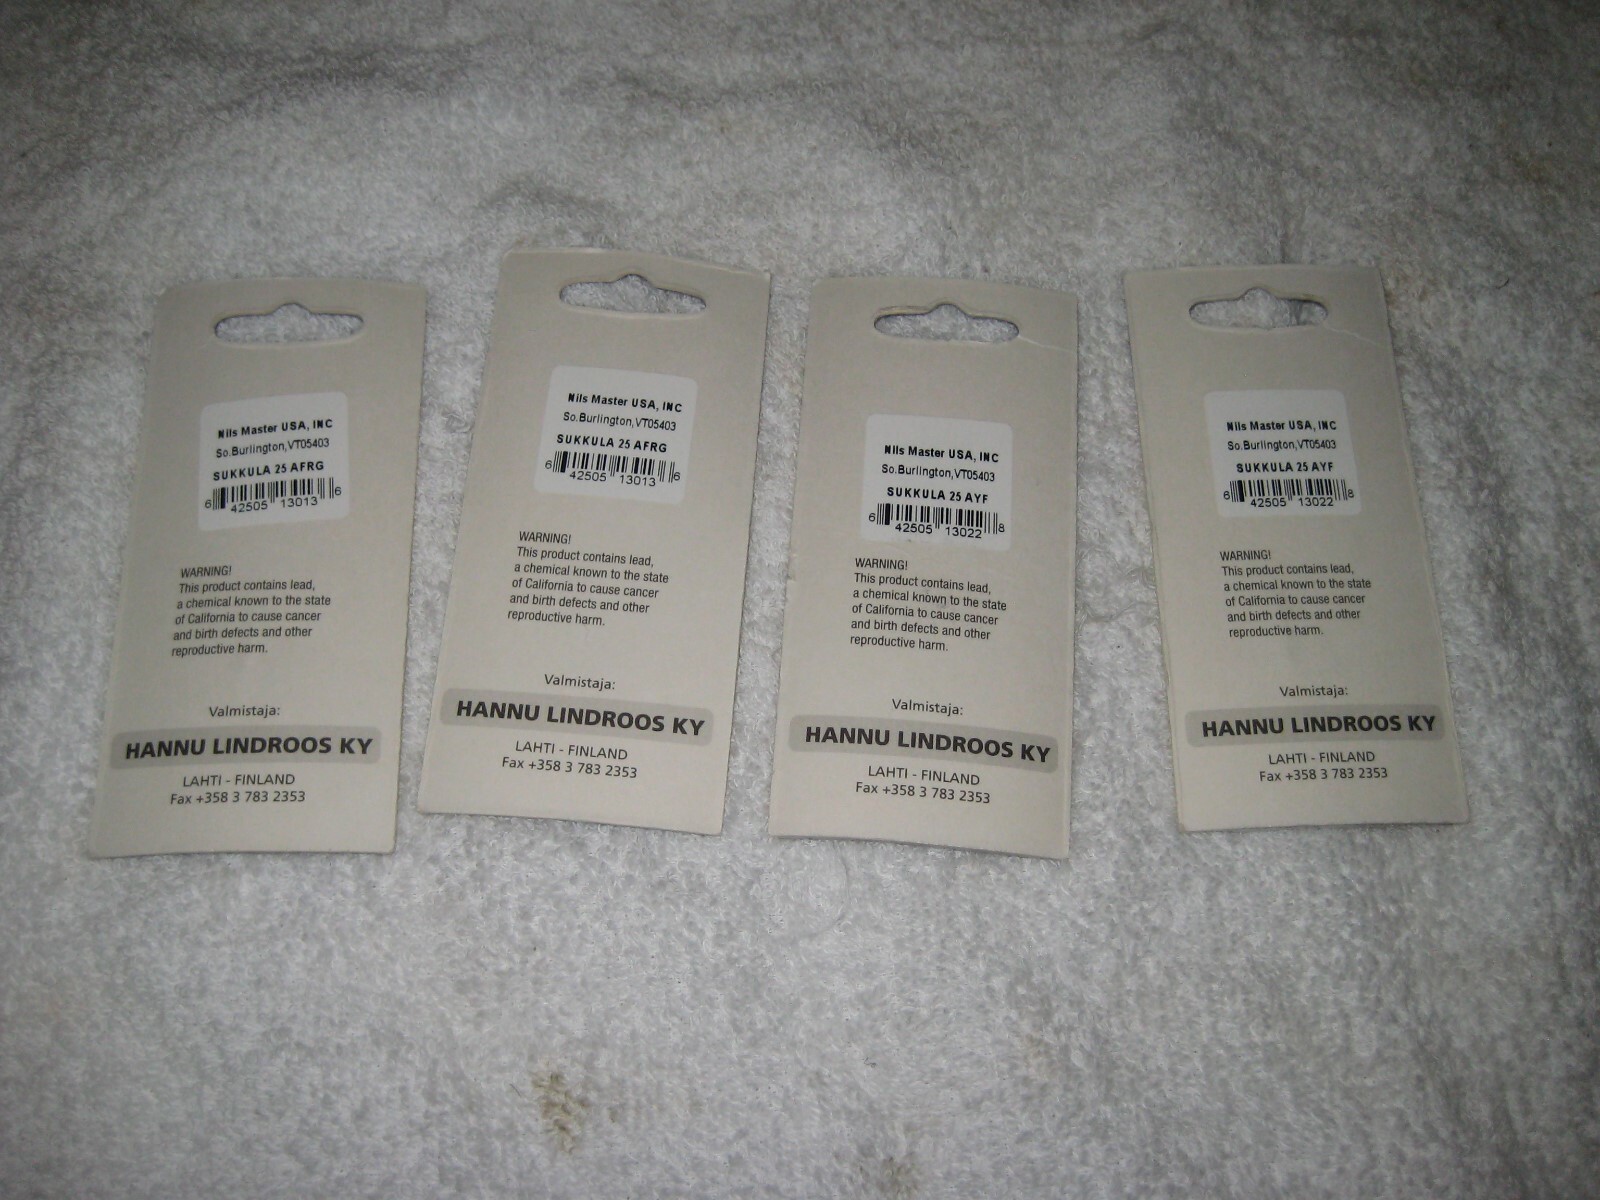 Nils Master USA, INC
So.Burlington,VT05403
SUKKULA 25 AFRG
6 42505 13013 6
WARNING!
This product contains lead,
a chemical known to the state
of California to cause cancer
and birth defects and other
reproductive harm.
Valmistaja:
HANNU LINDROOS KY
LAHTI - FINLAND
Fax +358 3 783 2353
Nils Master USA, INC
So.Burlington,VT05403
SUKKULA 25 AFRG
6 42505 13013 6
WARNING!
This product contains lead,
a chemical known to the state
of California to cause cancer
and birth defects and other
reproductive harm.
Valmistaja:
HANNU LINDROOS KY
LAHTI - FINLAND
Fax +358 3 783 2353
Nils Master USA, INC
So.Burlington,VT05403
SUKKULA 25 AYF
6 42505 13022 8
WARNING!
This product contains lead,
a chemical known to the state
of California to cause cancer
and birth defects and other
reproductive harm.
Valmistaja:
HANNU LINDROOS KY
LAHTI - FINLAND
Fax +358 3 783 2353
Nils Master USA, INC
So.Burlington,VT05403
SUKKULA 25 AYF
6 42505 13022 8
WARNING!
This product contains lead,
a chemical known to the state
of California to cause cancer
and birth defects and other
reproductive harm.
Valmistaja:
HANNU LINDROOS KY
LAHTI - FINLAND
Fax +358 3 783 2353